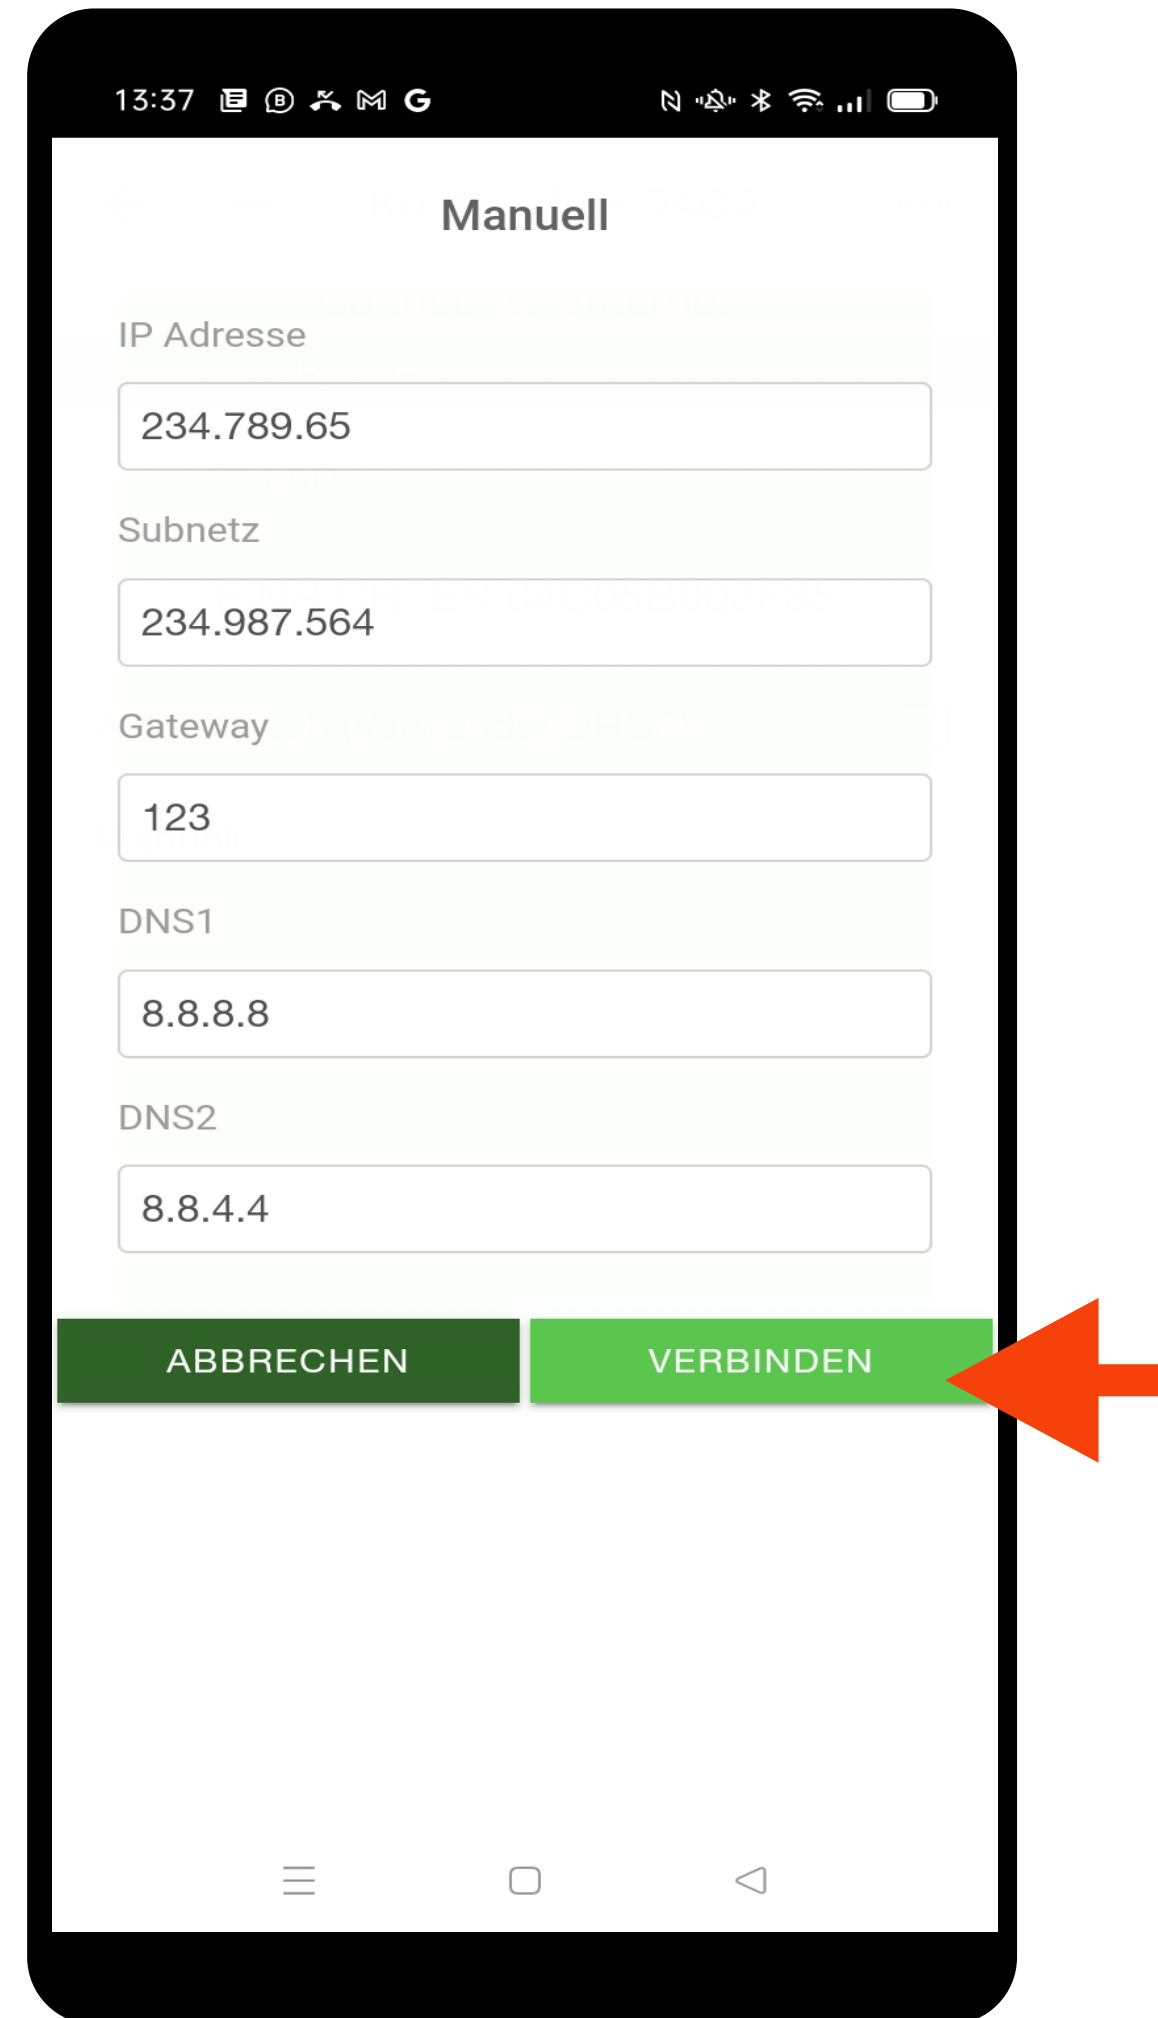 13:37
Manuell
IP Adresse
234.789.65
Subnetz
234.987.564
Gateway
123
DNS1
8.8.8.8
DNS2
8.8.4.4
ABBRECHEN VERBINDEN